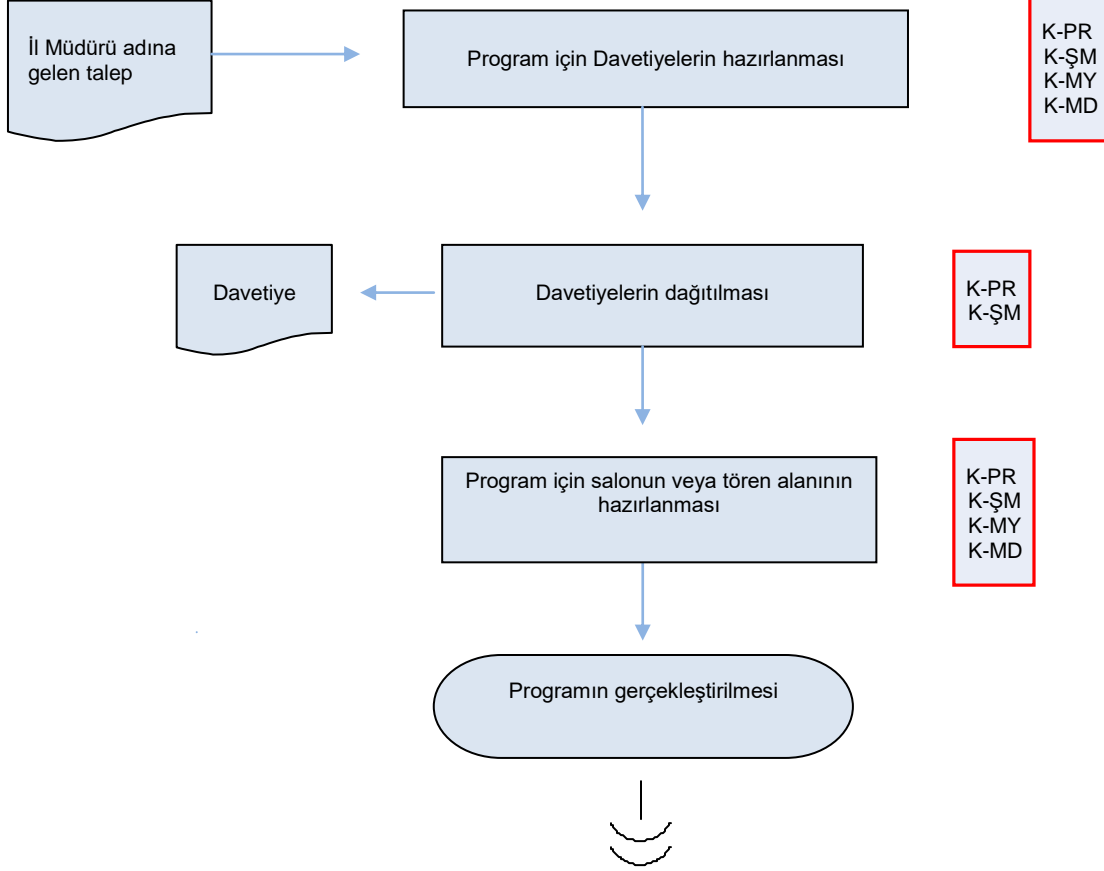 İl Müdürü adına
gelen talep
Program için Davetiyelerin hazırlanması
K-PR
K-ŞM
K-MY
K-MD
Davetiye
Davetiyelerin dağıtılması
K-PR
K-ŞM
Program için salonun veya tören alanının
hazırlanması
K-PR
K-ŞM
K-MY
K-MD
Programın gerçekleştirilmesi